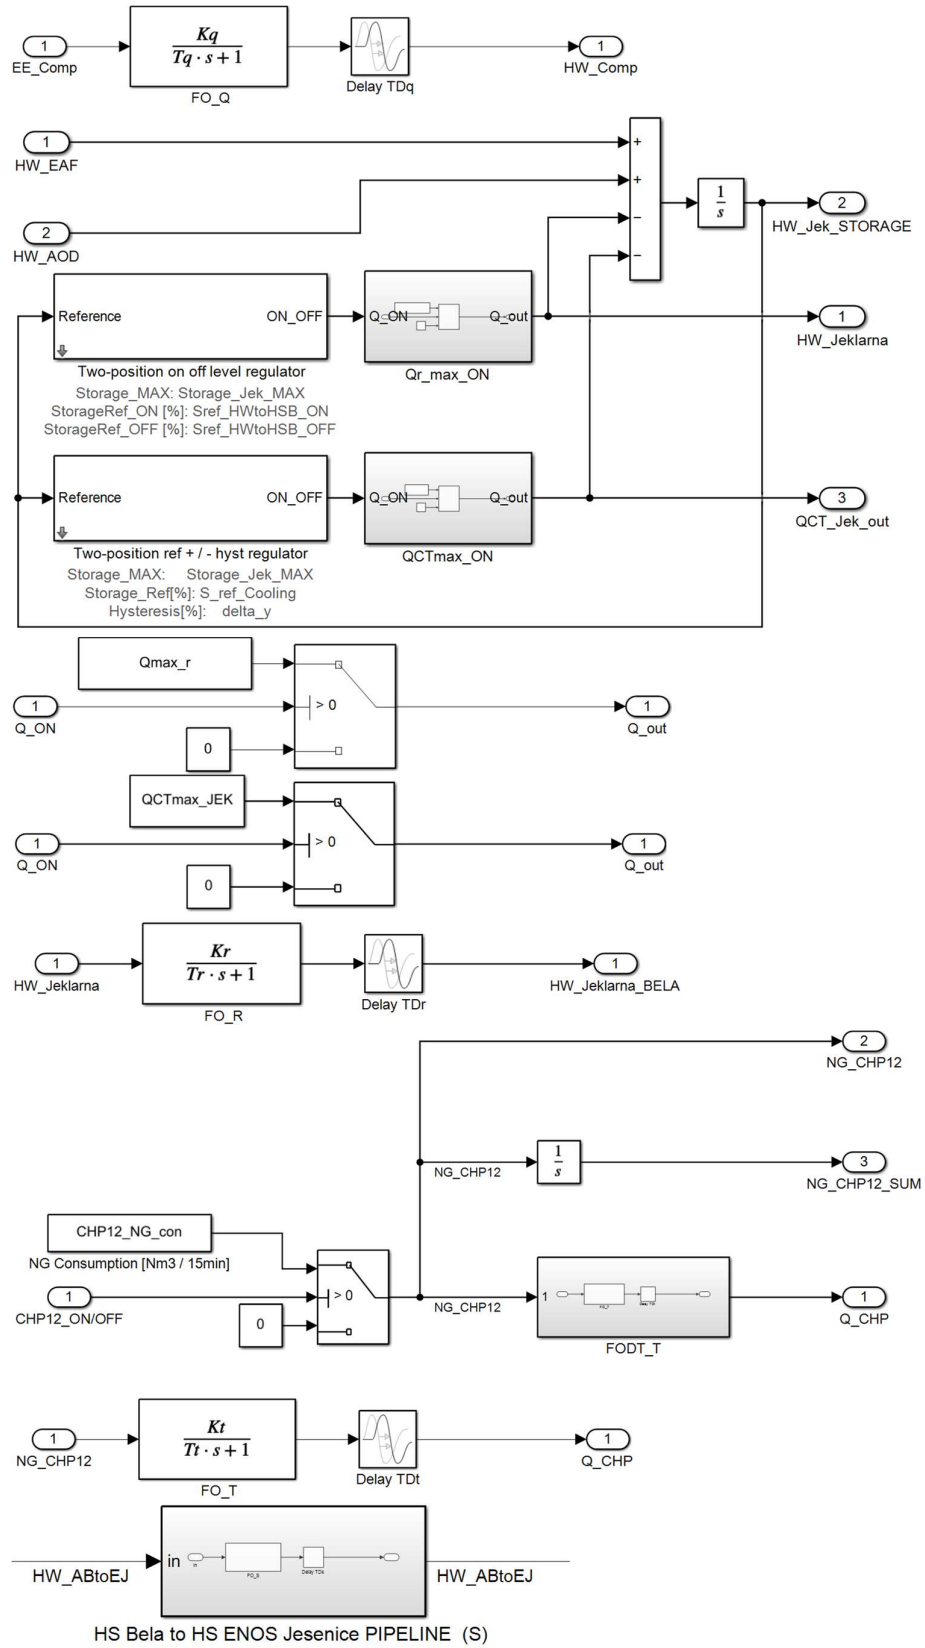 Kq
1
Tq · s + 1
1
EE_Comp
FO_Q
Delay TDq
HW_Comp
1
HW_EAF
+
+
−
−
1
s
2
HW_AOD
2
HW_Jek_STORAGE
Reference
ON_OFF
Q_ON
Q_out
1
HW_Jeklarna
Two-position on off level regulator
Qr_max_ON
Storage_MAX: Storage_Jek_MAX
StorageRef_ON [%]: Sref_HWtoHSB_ON
StorageRef_OFF [%]: Sref_HWtoHSB_OFF
Reference
ON_OFF
Q_ON
Q_out
3
QCT_Jek_out
Two-position ref + / - hyst regulator
QCTmax_ON
Storage_MAX: Storage_Jek_MAX
Storage_Ref[%]: S_ref_Cooling
Hysteresis[%]: delta_y
Qmax_r
1
> 0
1
Q_ON
Q_out
0
QCTmax_JEK
1
> 0
1
Q_ON
Q_out
0
Kr
1
Tr · s + 1
1
HW_Jeklarna
FO_R
Delay TDr
HW_Jeklarna_BELA
2
NG_CHP12
1
s
3
NG_CHP12
NG_CHP12_SUM
CHP12_NG_con
NG Consumption [Nm3 / 15min]
1
> 0
NG_CHP12
1
1
CHP12_ON/OFF
0
Q_CHP
FODT_T
Kt
1
Tt · s + 1
1
NG_CHP12
FO_T
Delay TDt
Q_CHP
in
HW_ABtoEJ
FO_S
Delay TDs
HW_ABtoEJ
HS Bela to HS ENOS Jesenice PIPELINE (S)